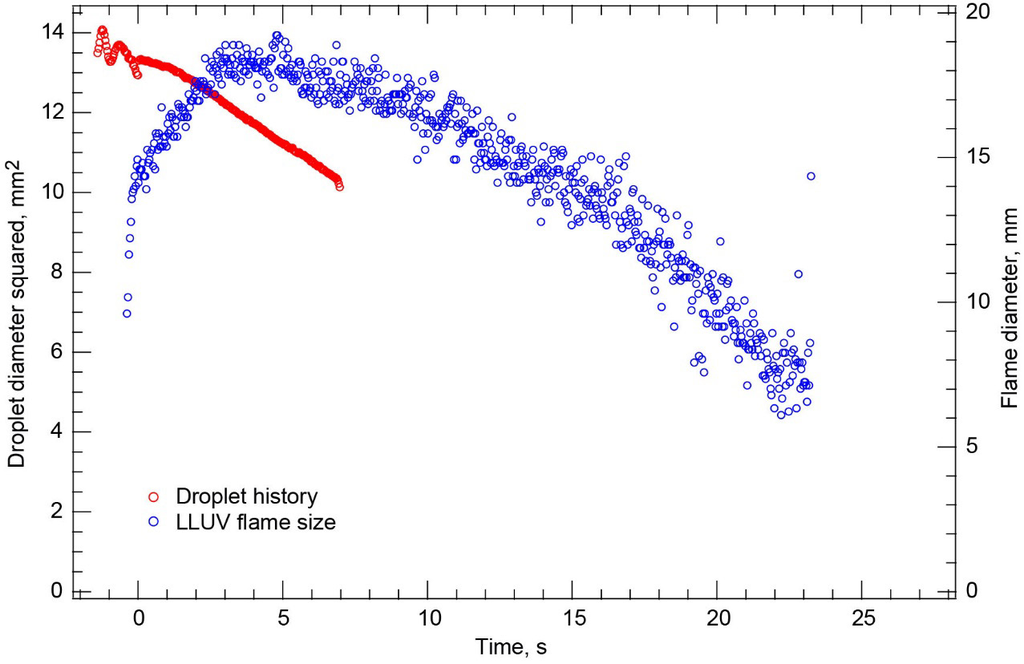 14
12
10
8
6
4
2
0
Droplet diameter squared, mm2
20
15
10
5
0
Flame diameter, mm
Droplet history
LLUV flame size
0 5 10 15 20 25
Time, s